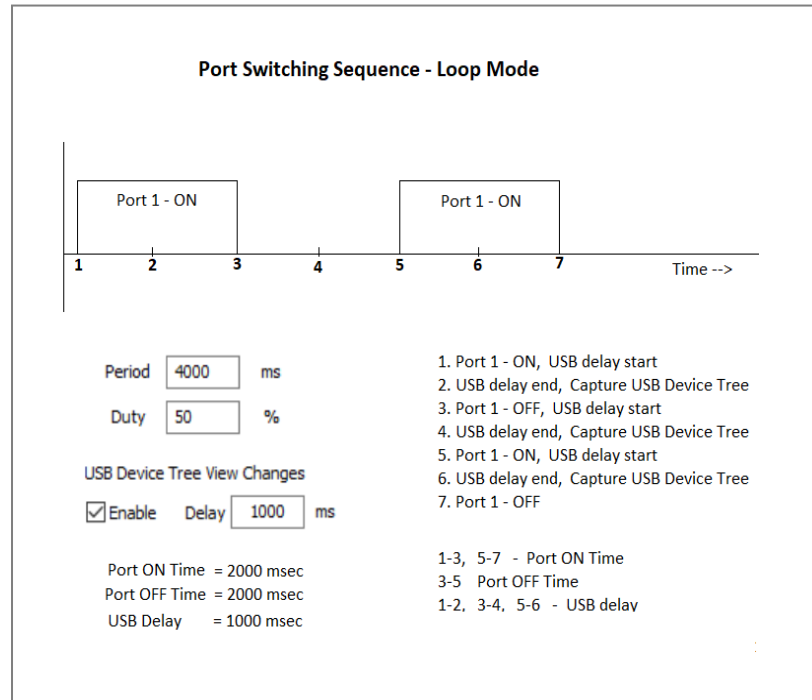 Port Switching Sequence - Loop Mode
Port 1 - ON
Port 1 - ON
1 2 3 4 5 6 7 Time -->
Period 4000 ms
Duty 50 %
USB Device Tree View Changes
Enable Delay 1000 ms
Port ON Time = 2000 msec
Port OFF Time = 2000 msec
USB Delay = 1000 msec
1. Port 1 - ON, USB delay start
2. USB delay end, Capture USB Device Tree
3. Port 1 - OFF, USB delay start
4. USB delay end, Capture USB Device Tree
5. Port 1 - ON, USB delay start
6. USB delay end, Capture USB Device Tree
7. Port 1 - OFF
1-3, 5-7 - Port ON Time
3-5 Port OFF Time
1-2, 3-4, 5-6 - USB delay